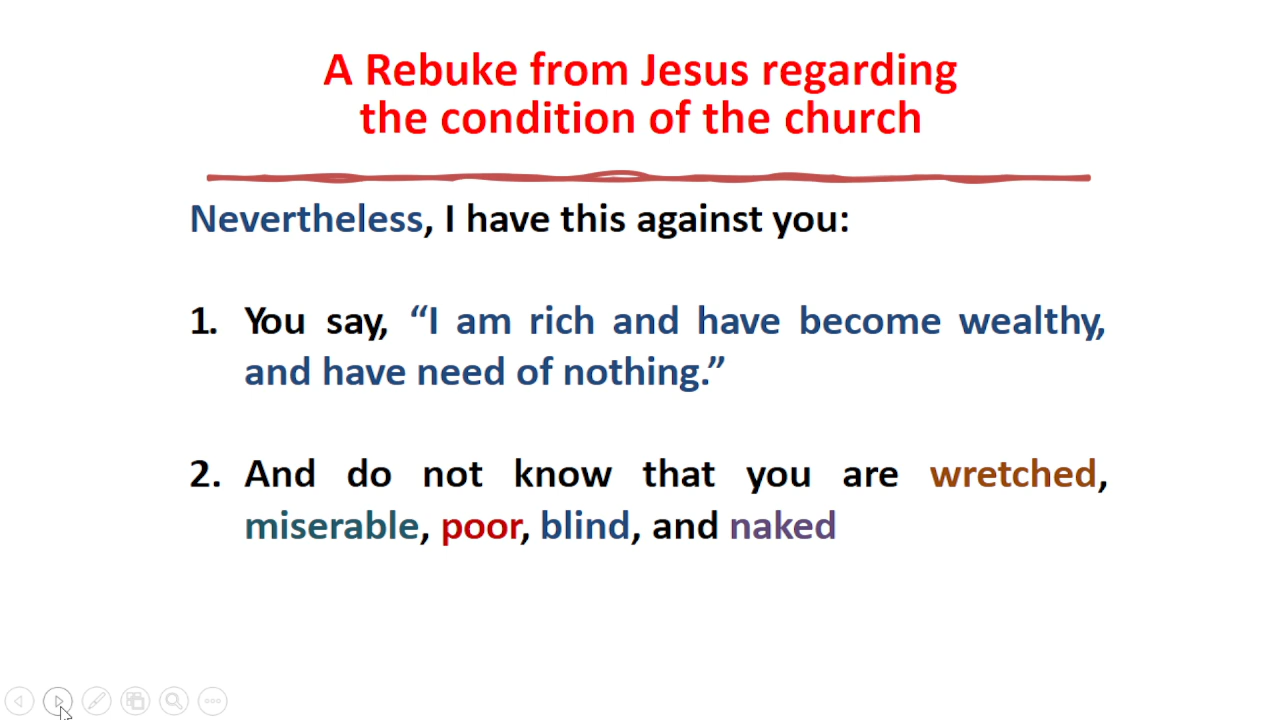 A Rebuke from Jesus regarding
the condition of the church
Nevertheless, I have this against you:
1. You say, “I am rich and have become wealthy,
and have need of nothing.”
2. And do not know that you are wretched,
miserable, poor, blind, and naked